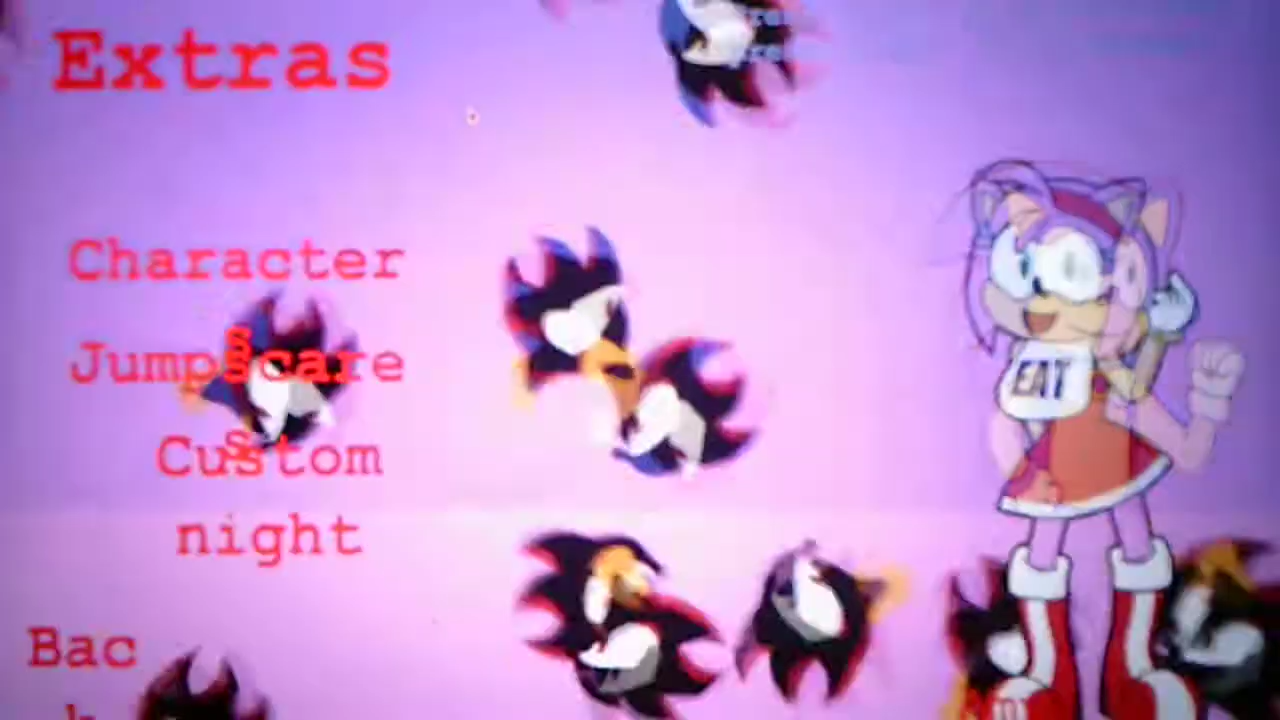 Extras
Character
s
Jumpscare
s
Custom
night
EAT
Bac
k